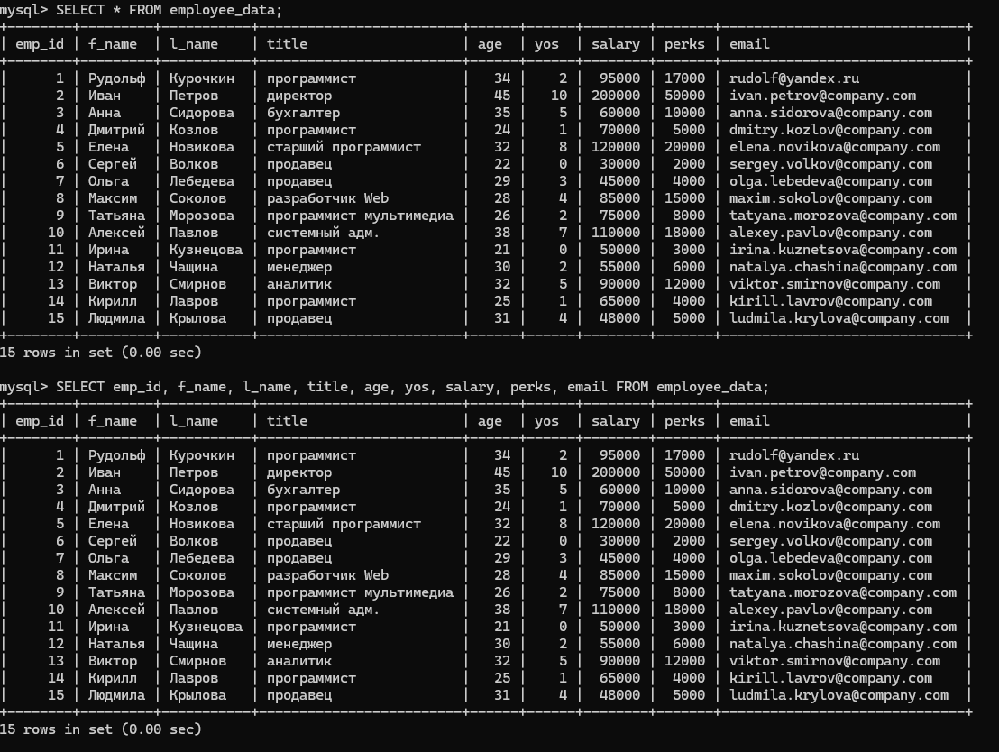 mysql> SELECT * FROM employee_data;
| emp_id | f_name | l_name | title | age | yos | salary | perks | email |
| 1 | Рудольф | Курочкин | программист | 34 | 2 | 95000 | 17000 | rudolf@yandex.ru |
| 2 | Иван | Петров | директор | 45 | 10 | 200000 | 50000 | ivan.petrov@company.com |
| 3 | Анна | Сидорова | бухгалтер | 35 | 5 | 60000 | 10000 | anna.sidorova@company.com |
| 4 | Дмитрий | Козлов | программист | 24 | 1 | 70000 | 5000 | dmitry.kozlov@company.com |
| 5 | Елена | Новикова | старший программист | 32 | 8 | 120000 | 20000 | elena.novikova@company.com |
| 6 | Сергей | Волков | продавец | 22 | 0 | 30000 | 2000 | sergey.volkov@company.com |
| 7 | Ольга | Лебедева | продавец | 29 | 3 | 45000 | 4000 | olga.lebedeva@company.com |
| 8 | Максим | Соколов | разработчик Web | 28 | 4 | 85000 | 15000 | maxim.sokolov@company.com |
| 9 | Татьяна | Морозова | программист мультимедиа | 26 | 2 | 75000 | 8000 | tatyana.morozova@company.com |
| 10 | Алексей | Павлов | системный адм. | 38 | 7 | 110000 | 18000 | alexey.pavlov@company.com |
| 11 | Ирина | Кузнецова | программист | 21 | 0 | 50000 | 3000 | irina.kuznetsova@company.com |
| 12 | Наталья | Чащина | менеджер | 30 | 2 | 55000 | 6000 | natalya.chashina@company.com |
| 13 | Виктор | Смирнов | аналитик | 32 | 5 | 90000 | 12000 | viktor.smirnov@company.com |
| 14 | Кирилл | Лавров | программист | 25 | 1 | 65000 | 4000 | kirill.lavrov@company.com |
| 15 | Людмила | Крылова | продавец | 31 | 4 | 48000 | 5000 | ludmila.krylova@company.com |
15 rows in set (0.00 sec)
mysql> SELECT emp_id, f_name, l_name, title, age, yos, salary, perks, email FROM employee_data;
| emp_id | f_name | l_name | title | age | yos | salary | perks | email |
| 1 | Рудольф | Курочкин | программист | 34 | 2 | 95000 | 17000 | rudolf@yandex.ru |
| 2 | Иван | Петров | директор | 45 | 10 | 200000 | 50000 | ivan.petrov@company.com |
| 3 | Анна | Сидорова | бухгалтер | 35 | 5 | 60000 | 10000 | anna.sidorova@company.com |
| 4 | Дмитрий | Козлов | программист | 24 | 1 | 70000 | 5000 | dmitry.kozlov@company.com |
| 5 | Елена | Новикова | старший программист | 32 | 8 | 120000 | 20000 | elena.novikova@company.com |
| 6 | Сергей | Волков | продавец | 22 | 0 | 30000 | 2000 | sergey.volkov@company.com |
| 7 | Ольга | Лебедева | продавец | 29 | 3 | 45000 | 4000 | olga.lebedeva@company.com |
| 8 | Максим | Соколов | разработчик Web | 28 | 4 | 85000 | 15000 | maxim.sokolov@company.com |
| 9 | Татьяна | Морозова | программист мультимедиа | 26 | 2 | 75000 | 8000 | tatyana.morozova@company.com |
| 10 | Алексей | Павлов | системный адм. | 38 | 7 | 110000 | 18000 | alexey.pavlov@company.com |
| 11 | Ирина | Кузнецова | программист | 21 | 0 | 50000 | 3000 | irina.kuznetsova@company.com |
| 12 | Наталья | Чащина | менеджер | 30 | 2 | 55000 | 6000 | natalya.chashina@company.com |
| 13 | Виктор | Смирнов | аналитик | 32 | 5 | 90000 | 12000 | viktor.smirnov@company.com |
| 14 | Кирилл | Лавров | программист | 25 | 1 | 65000 | 4000 | kirill.lavrov@company.com |
| 15 | Людмила | Крылова | продавец | 31 | 4 | 48000 | 5000 | ludmila.krylova@company.com |
15 rows in set (0.00 sec)